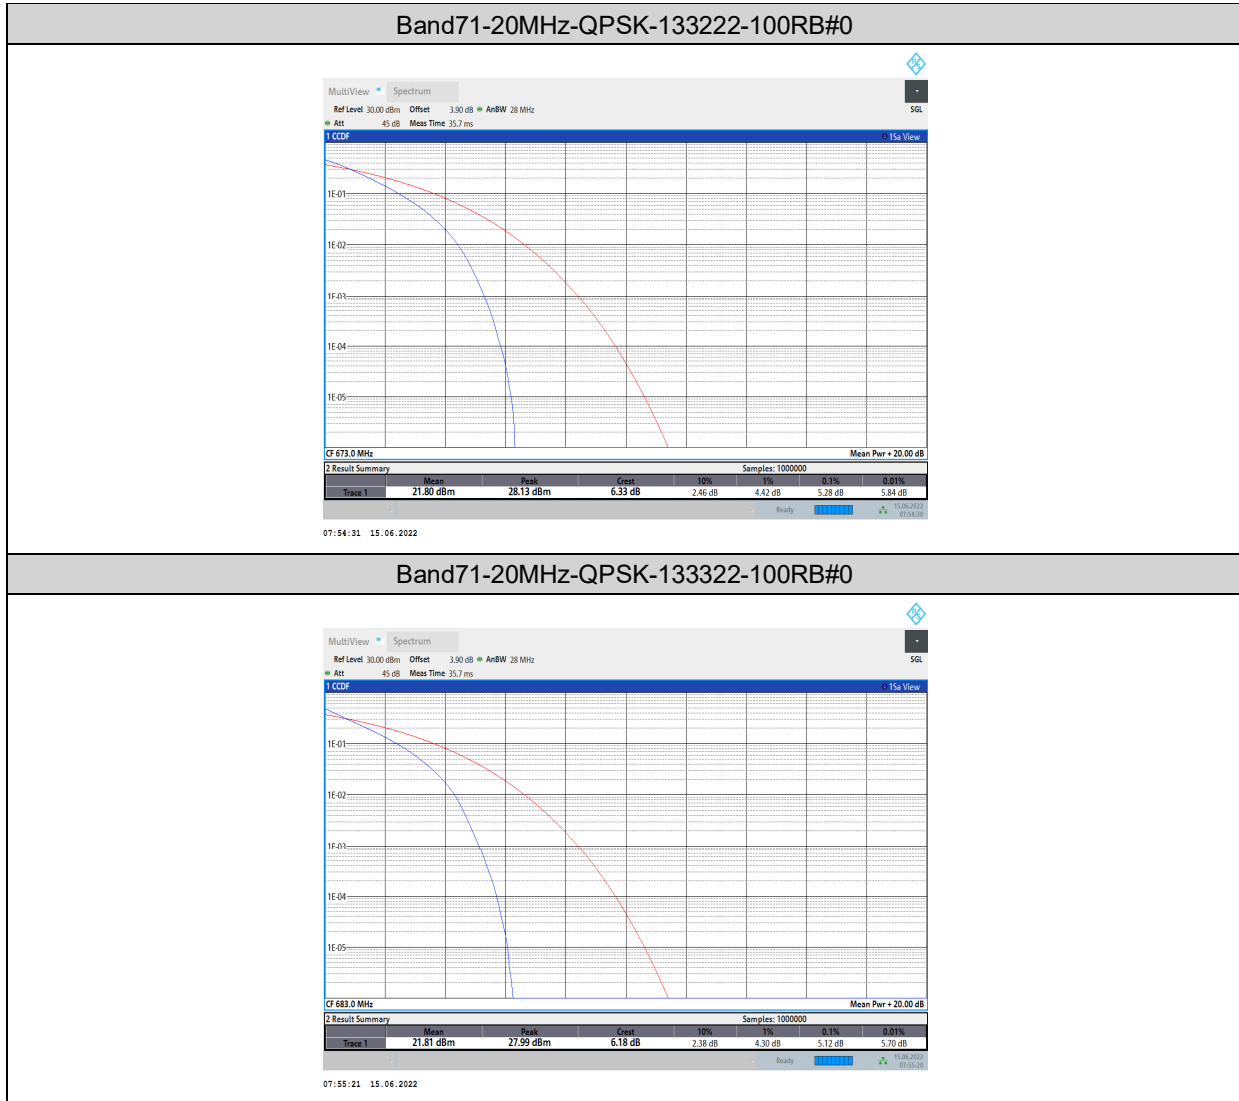 Band71-20MHz-QPSK-133222-100RB#0
MultiView Spectrum
Ref Level 30.00 dBm Offset 3.90 dB AnBW 28 MHz SGL
Att 45 dB Meas Time 35.7 ms
1 CCDF 1Sa View
1E-01
1E-02
1E-03
1E-04
1E-05
CF 673.0 MHz Mean Pwr + 20.00 dB
2 Result Summary Samples: 1000000
Mean Peak Crest 10% 1% 0.1% 0.01%
Trace 1 21.80 dBm 28.13 dBm 6.33 dB 2.46 dB 4.42 dB 5.28 dB 5.84 dB
Ready 15.06.2022
07:54:30
07:54:31 15.06.2022
Band71-20MHz-QPSK-133322-100RB#0
MultiView Spectrum
Ref Level 30.00 dBm Offset 3.90 dB AnBW 28 MHz SGL
Att 45 dB Meas Time 35.7 ms
1 CCDF 1Sa View
1E-01
1E-02
1E-03
1E-04
1E-05
CF 683.0 MHz Mean Pwr + 20.00 dB
2 Result Summary Samples: 1000000
Mean Peak Crest 10% 1% 0.1% 0.01%
Trace 1 21.81 dBm 27.99 dBm 6.18 dB 2.38 dB 4.30 dB 5.12 dB 5.70 dB
Ready 15.06.2022
07:55:20
07:55:21 15.06.2022